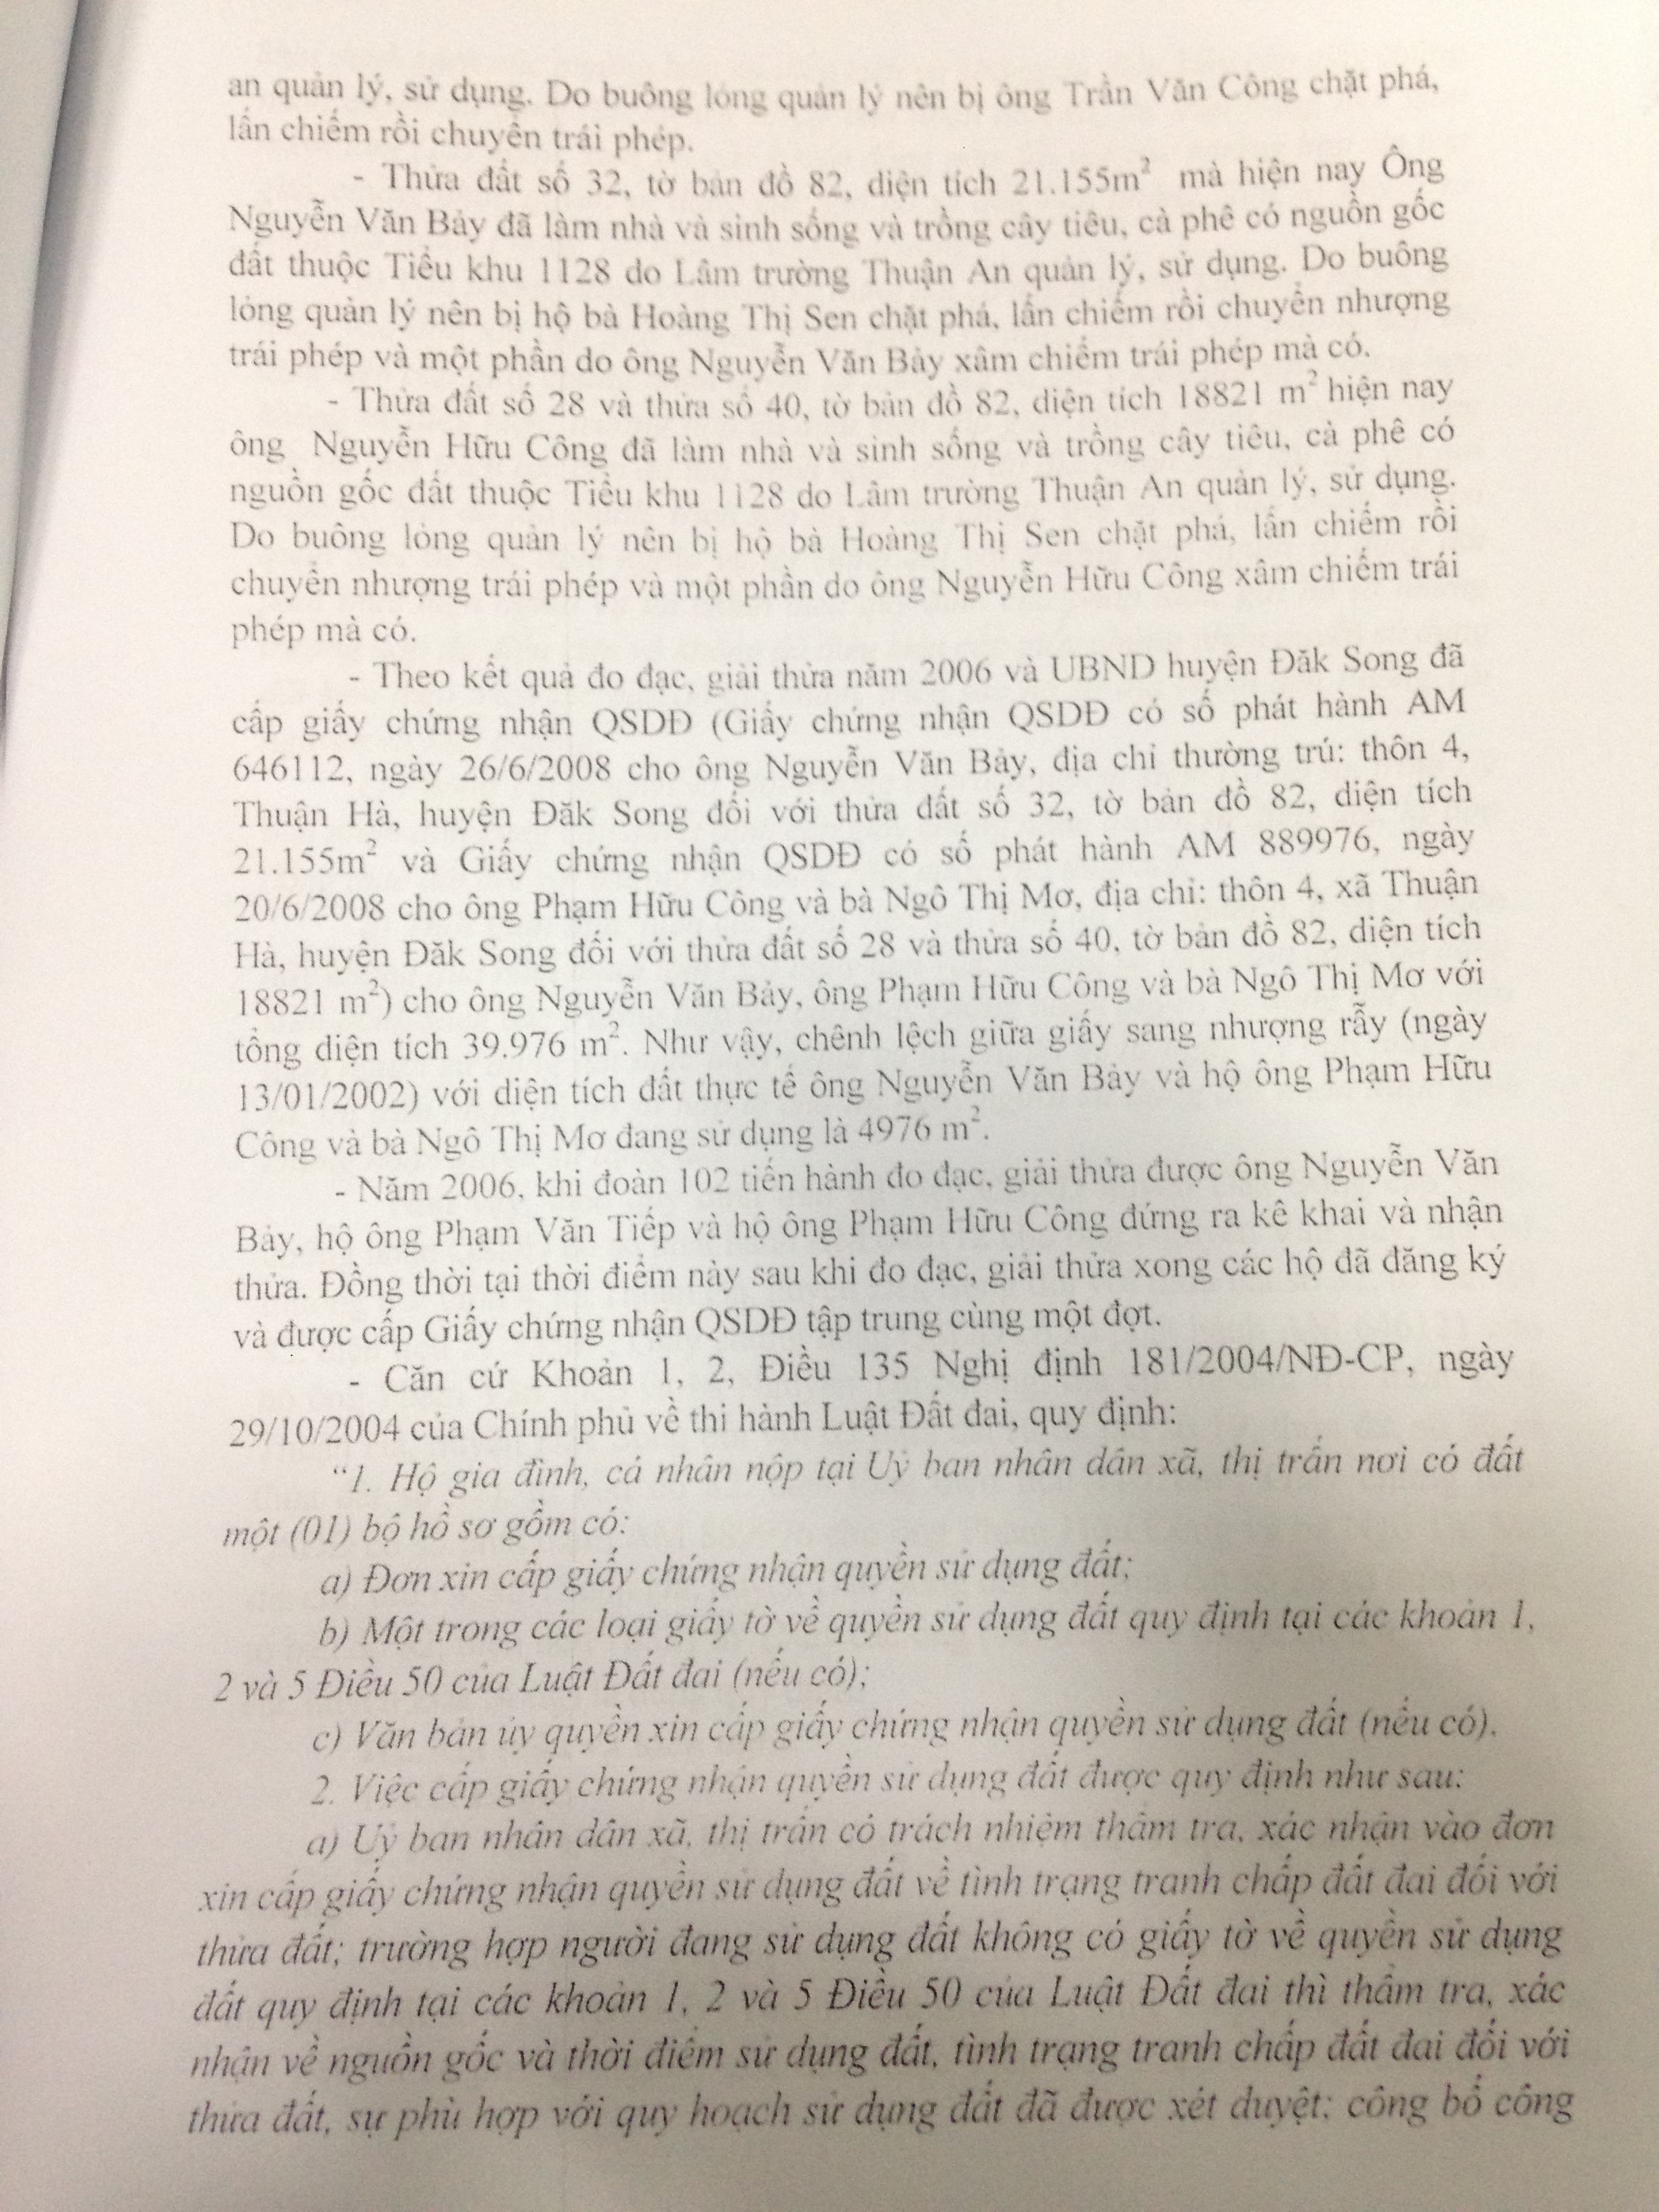 an quản lý, sử dụng. Do buông lỏng quản lý nên bị ông Trần Văn Công chặt phá,
lấn chiếm rồi chuyển trái phép.
- Thửa đất số 32, tờ bản đồ 82, diện tích 21.155m² mà hiện nay Ông
Nguyễn Văn Bảy đã làm nhà và sinh sống và trồng cây tiêu, cà phê có nguồn gốc
đất thuộc Tiểu khu 1128 do Lâm trường Thuận An quản lý, sử dụng. Do buông
lỏng quản lý nên bị hộ bà Hoàng Thị Sen chặt phá, lấn chiếm rồi chuyển nhượng
trái phép và một phần do ông Nguyễn Văn Bảy xâm chiếm trái phép mà có.
- Thửa đất số 28 và thửa số 40, tờ bản đồ 82, diện tích 18821 m² hiện nay
ông Nguyễn Hữu Công đã làm nhà và sinh sống và trồng cây tiêu, cà phê có
nguồn gốc đất thuộc Tiểu khu 1128 do Lâm trường Thuận An quản lý, sử dụng.
Do buông lỏng quản lý nên bị hộ bà Hoàng Thị Sen chặt phá, lấn chiếm rồi
chuyển nhượng trái phép và một phần do ông Nguyễn Hữu Công xâm chiếm trái
phép mà có.
- Theo kết quả đo đạc, giải thửa năm 2006 và UBND huyện Đăk Song đã
cấp giấy chứng nhận QSDĐ (Giấy chứng nhận QSDĐ có số phát hành AM
646112, ngày 26/6/2008 cho ông Nguyễn Văn Bảy, địa chỉ thường trú: thôn 4,
Thuận Hà, huyện Đăk Song đối với thửa đất số 32, tờ bản đồ 82, diện tích
21.155m² và Giấy chứng nhận QSDĐ có số phát hành AM 889976, ngày
20/6/2008 cho ông Phạm Hữu Công và bà Ngô Thị Mơ, địa chỉ: thôn 4, xã Thuận
Hà, huyện Đăk Song đối với thửa đất số 28 và thửa số 40, tờ bản đồ 82, diện tích
18821 m²) cho ông Nguyễn Văn Bảy, ông Phạm Hữu Công và bà Ngô Thị Mơ với
tổng diện tích 39.976 m². Như vậy, chênh lệch giữa giấy sang nhượng rẫy (ngày
13/01/2002) với diện tích đất thực tế ông Nguyễn Văn Bảy và hộ ông Phạm Hữu
Công và bà Ngô Thị Mơ đang sử dụng là 4976 m².
- Năm 2006, khi đoàn 102 tiến hành đo đạc, giải thửa được ông Nguyễn Văn
Bảy, hộ ông Phạm Văn Tiếp và hộ ông Phạm Hữu Công đứng ra kê khai và nhận
thửa. Đồng thời tại thời điểm này sau khi đo đạc, giải thửa xong các hộ đã đăng ký
và được cấp Giấy chứng nhận QSDĐ tập trung cùng một đợt.
- Căn cứ Khoản 1, 2, Điều 135 Nghị định 181/2004/NĐ-CP, ngày
29/10/2004 của Chính phủ về thi hành Luật Đất đai, quy định:
“1. Hộ gia đình, cá nhân nộp tại Uỷ ban nhân dân xã, thị trấn nơi có đất
một (01) bộ hồ sơ gồm có:
a) Đơn xin cấp giấy chứng nhận quyền sử dụng đất;
b) Một trong các loại giấy tờ về quyền sử dụng đất quy định tại các khoản 1,
2 và 5 Điều 50 của Luật Đất đai (nếu có);
c) Văn bản ủy quyền xin cấp giấy chứng nhận quyền sử dụng đất (nếu có).
2. Việc cấp giấy chứng nhận quyền sử dụng đất được quy định như sau:
a) Uỷ ban nhân dân xã, thị trấn có trách nhiệm thẩm tra, xác nhận vào đơn
xin cấp giấy chứng nhận quyền sử dụng đất về tình trạng tranh chấp đất đai đối với
thửa đất; trường hợp người đang sử dụng đất không có giấy tờ về quyền sử dụng
đất quy định tại các khoản 1, 2 và 5 Điều 50 của Luật Đất đai thì thẩm tra, xác
nhận về nguồn gốc và thời điểm sử dụng đất, tình trạng tranh chấp đất đai đối với
thửa đất, sự phù hợp với quy hoạch sử dụng đất đã được xét duyệt; công bố công